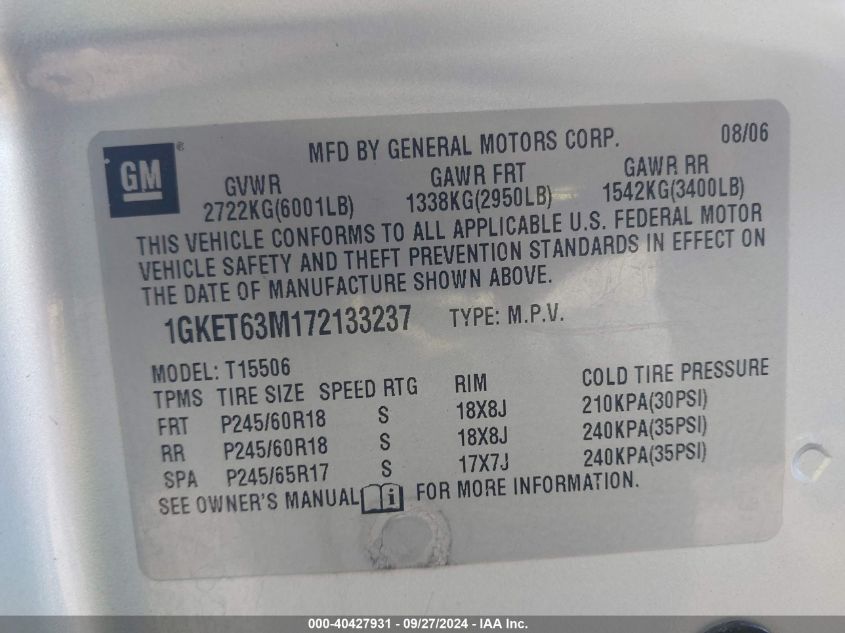 GM ®
MFD BY GENERAL MOTORS CORP. 08/06
GVWR GAWR FRT GAWR RR
2722KG(6001LB) 1338KG(2950LB) 1542KG(3400LB)
THIS VEHICLE CONFORMS TO ALL APPLICABLE U.S. FEDERAL MOTOR
VEHICLE SAFETY AND THEFT PREVENTION STANDARDS IN EFFECT ON
THE DATE OF MANUFACTURE SHOWN ABOVE.
1GKET63M172133237 TYPE: M.P.V.
MODEL: T15506
TPMS TIRE SIZE SPEED RTG RIM COLD TIRE PRESSURE
FRT P245/60R18 S 18X8J 210KPA(30PSI)
RR P245/60R18 S 18X8J 240KPA(35PSI)
SPA P245/65R17 S 17X7J 240KPA(35PSI)
SEE OWNER'S MANUAL i FOR MORE INFORMATION.
000-40427931 - 09/27/2024 - IAA Inc.